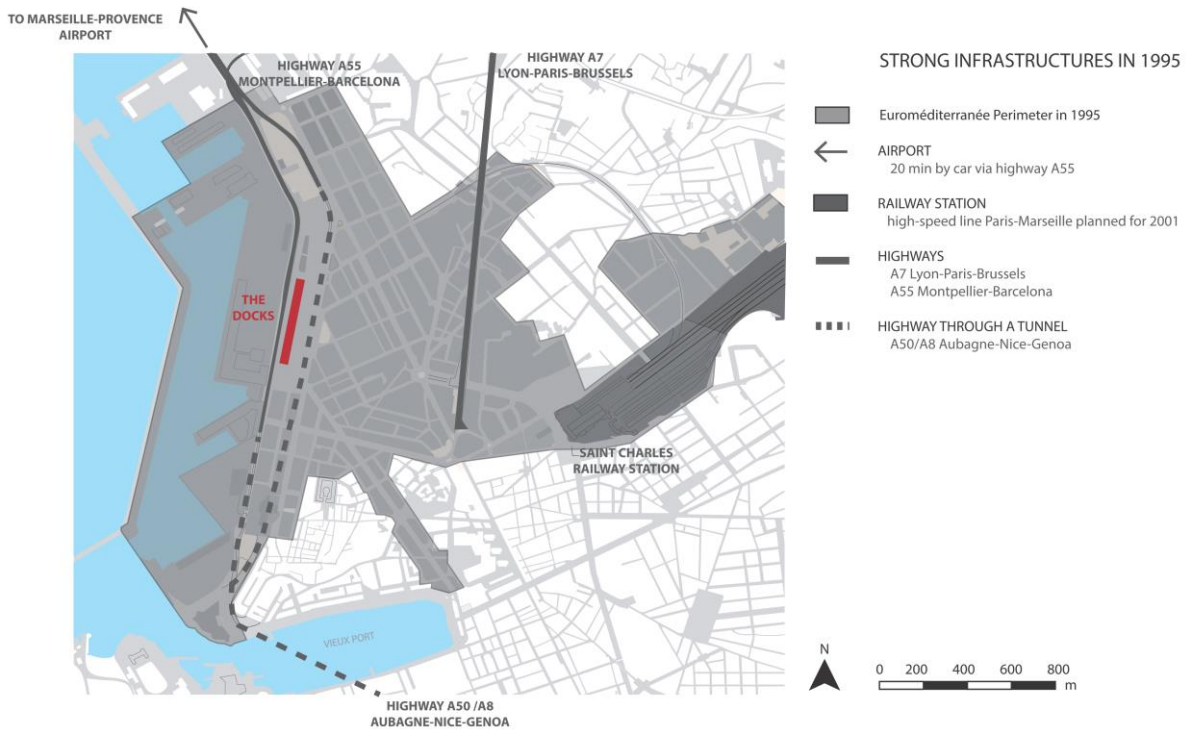 TO MARSEILLE-PROVENCE
AIRPORT
HIGHWAY A55
MONTPELLIER-BARCELONA
HIGHWAY A7
LYON-PARIS-BRUSSELS
THE
DOCKS
SAINT CHARLES
RAILWAY STATION
VIEUX PORT
HIGHWAY A50 /A8
AUBAGNE-NICE-GENOA
STRONG INFRASTRUCTURES IN 1995
Euroméditerranée Perimeter in 1995
AIRPORT
20 min by car via highway A55
RAILWAY STATION
high-speed line Paris-Marseille planned for 2001
HIGHWAYS
A7 Lyon-Paris-Brussels
A55 Montpellier-Barcelona
HIGHWAY THROUGH A TUNNEL
A50/A8 Aubagne-Nice-Genoa
N
0 200 400 600 800
m